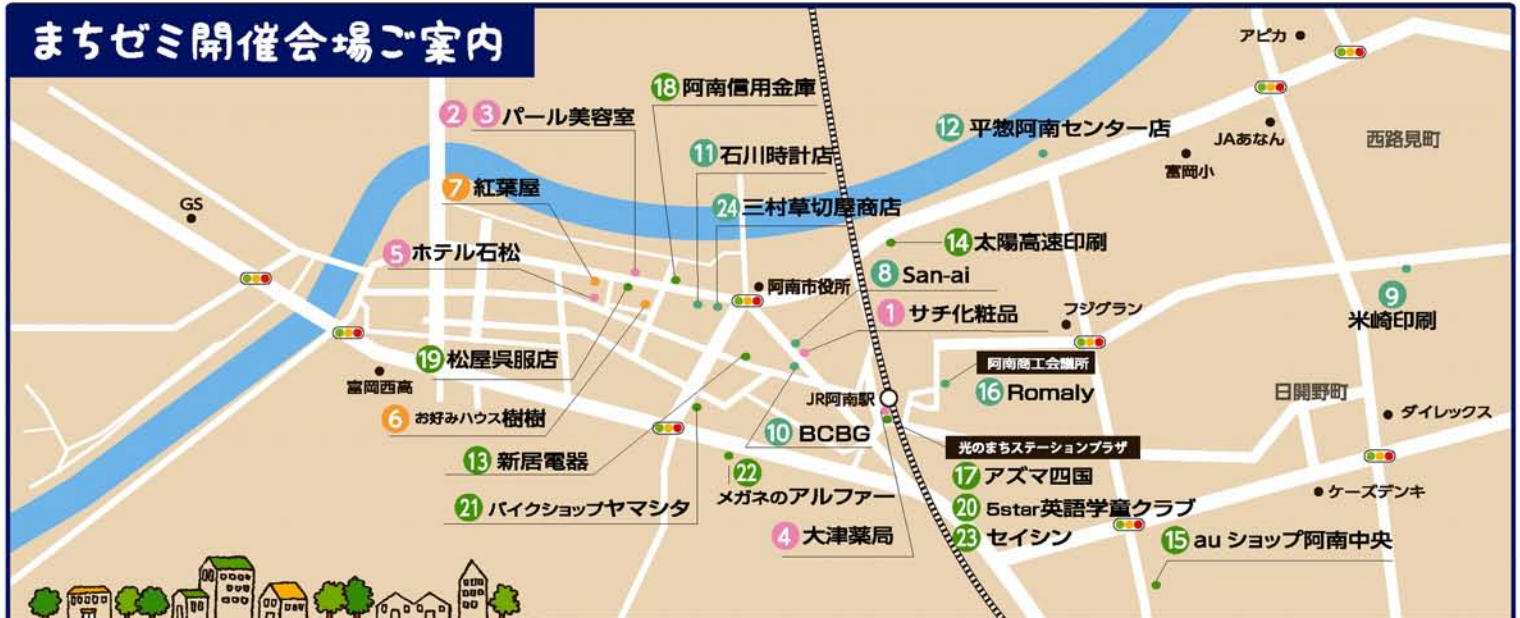 まちゼミ開催会場ご案内
アピカ
18 阿南信用金庫
2 3 パール美容室
12 平惣阿南センター店
JAあなん
西路見町
11 石川時計店
富岡小
7 紅葉屋
GS
24 三村草切屋商店
5 ホテル石松
14 太陽高速印刷
8 San-ai
阿南市役所
9
米崎印刷
1 サチ化粧品
フジグラン
19 松屋呉服店
阿南商工会議所
16 Romaly
富岡西高
日開野町
JR阿南駅
ダイレックス
6 お好みハウス樹樹
10 BCBG
光のまちステーションプラザ
13 新居電器
17 アズマ四国
22
メガネのアルファー
ケーズデンキ
21 バイクショップヤマシタ
20 5star英語学童クラブ
4 大津薬局
23 セイシン
15 au ショップ阿南中央